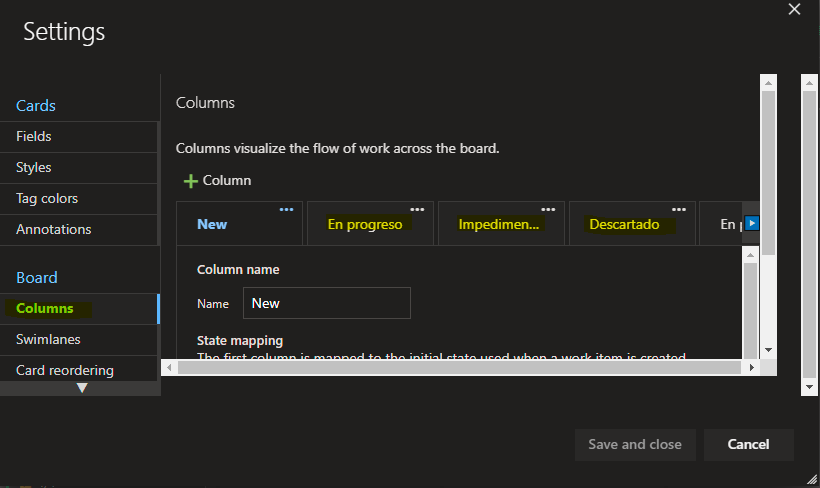 Settings
Cards
Fields
Styles
Tag colors
Annotations
Board
Columns
Swimlanes
Card reordering
Columns
Columns visualize the flow of work across the board.
+ Column
New
En progreso
Impedimen...
Descartado
En
Column name
Name New
State mapping
The first column is mapped to the initial state used when a work item is created
Save and close
Cancel